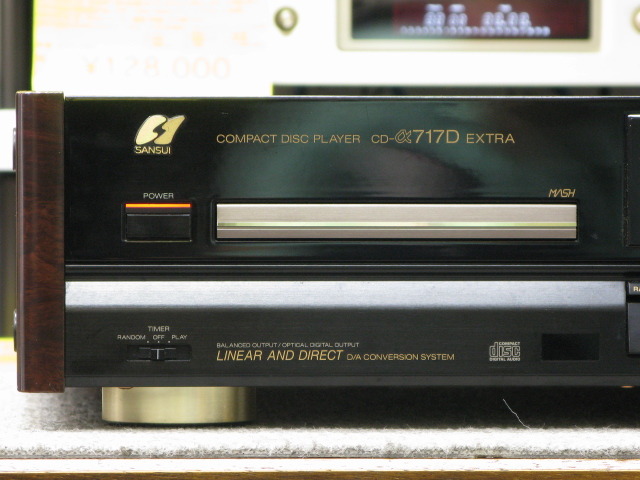 ¥128,000
SANSUI
COMPACT DISC PLAYER CD-α717D EXTRA
POWER
MASH
TIMER
RANDOM OFF PLAY
BALANCED OUTPUT/OPTICAL DIGITAL OUTPUT
LINEAR AND DIRECT D/A CONVERSION SYSTEM
COMPACT
disc
DIGITAL AUDIO